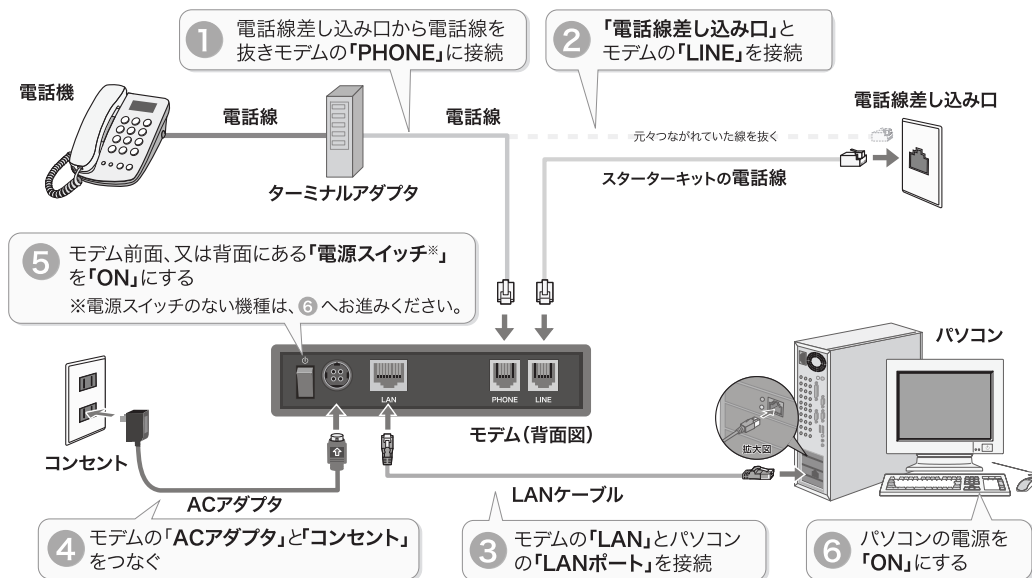 1 電話線差し込み口から電話線を
抜きモデムの「PHONE」に接続
2 「電話線差し込み口」と
モデムの「LINE」を接続
電話機
電話線
電話線
電話線差し込み口
元々つながれていた線を抜く
ターミナルアダプタ
スターターキットの電話線
5 モデム前面、又は背面にある「電源スイッチ※」
を「ON」にする
※電源スイッチのない機種は、6 へお進みください。
パソコン
LAN
PHONE
LINE
モデム(背面図)
拡大図
コンセント
ACアダプタ
LANケーブル
4 モデムの「ACアダプタ」と「コンセント」
をつなぐ
3 モデムの「LAN」とパソコン
の「LANポート」を接続
6 パソコンの電源を
「ON」にする